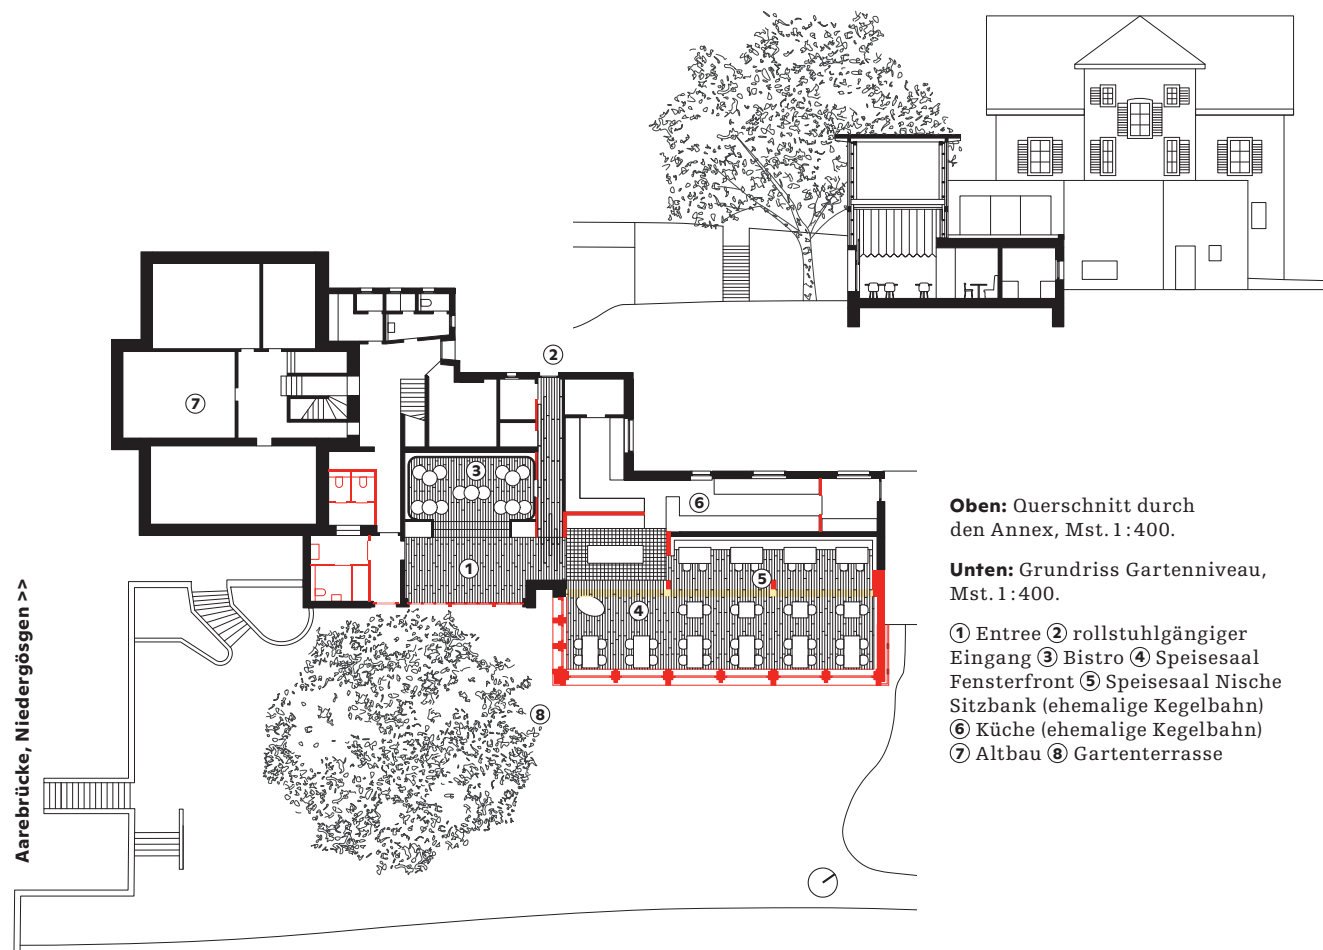 ②
⑦
③
⑥
①
⑤
④
⑧
Aarebrücke, Niedergösgen >>
Oben: Querschnitt durch
den Annex, Mst. 1 : 400.
Unten: Grundriss Gartenniveau,
Mst. 1 : 400.
① Entree ② rollstuhlgängiger
Eingang ③ Bistro ④ Speisesaal
Fensterfront ⑤ Speisesaal Nische
Sitzbank (ehemalige Kegelbahn)
⑥ Küche (ehemalige Kegelbahn)
⑦ Altbau ⑧ Gartenterrasse